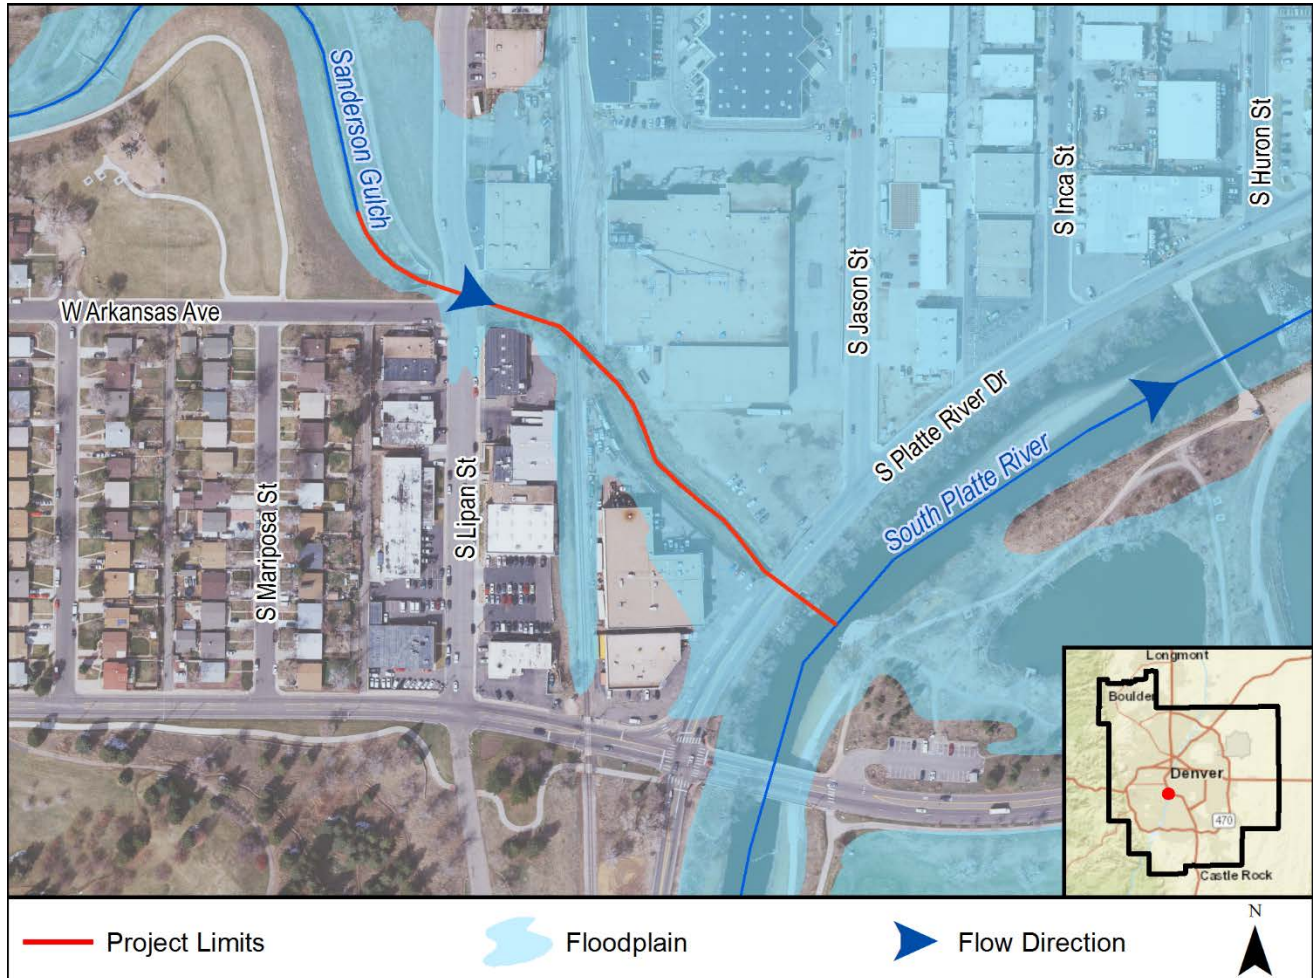 Sanderson Gulch
S Huron St
S Inca St
W Arkansas Ave
S Jason St
S Platte River Dr
South Platte River
S Lipan St
S Mariposa St
Longmont
Boulder
Denver
470
Castle Rock
N
Project Limits
Floodplain
Flow Direction